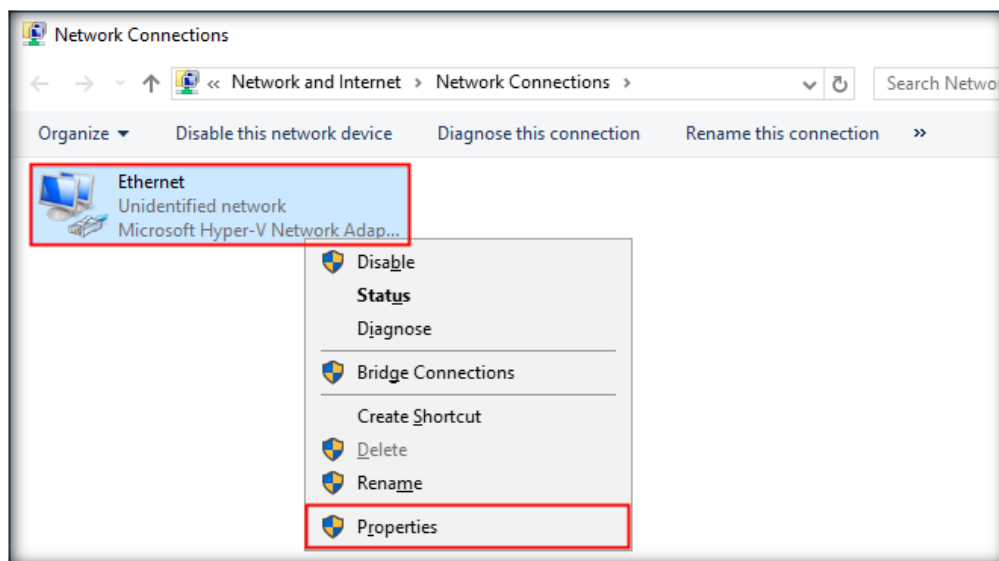 Network Connections
« Network and Internet > Network Connections >
Search Netwo
Organize Disable this network device Diagnose this connection Rename this connection »
Ethernet
Unidentified network
Microsoft Hyper-V Network Adap...
Disable
Status
Diagnose
Bridge Connections
Create Shortcut
Delete
Rename
Properties